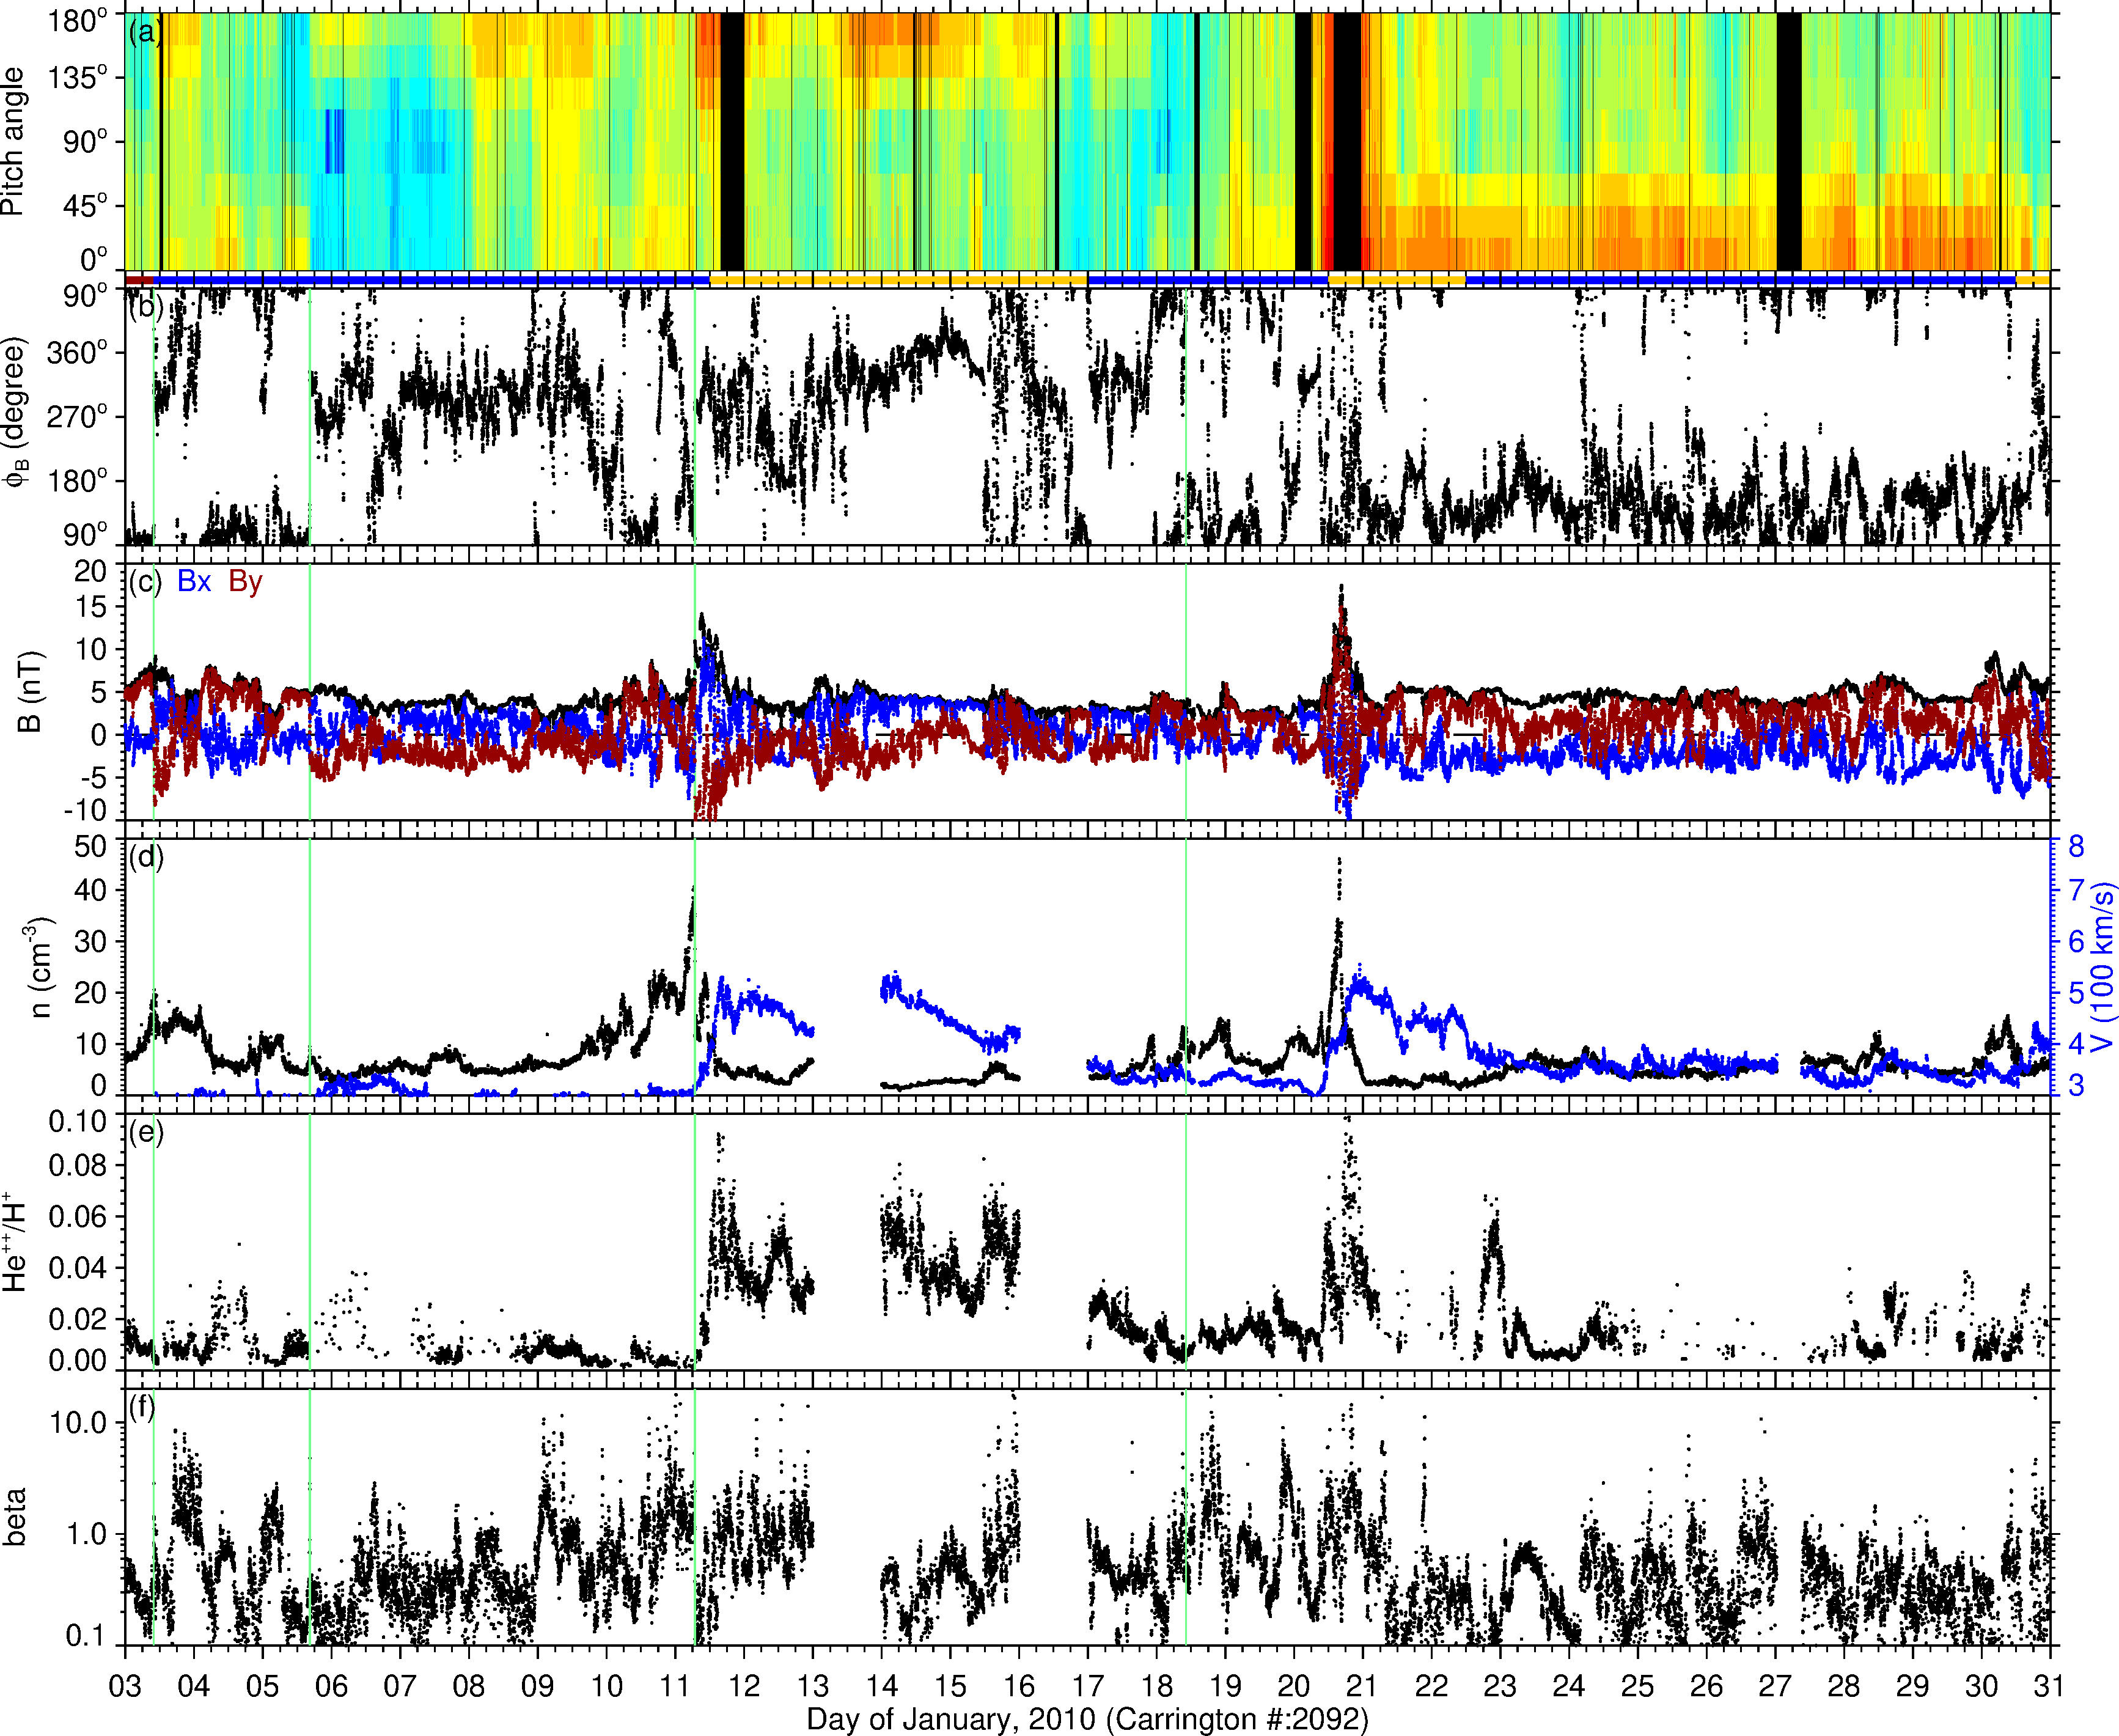 (a)
180°
135°
90°
45°
0°
Pitch angle
(b)
90°
360°
270°
180°
90°
ϕB (degree)
(c) Bx By
20
15
10
5
0
-5
-10
B (nT)
(d)
50
40
30
20
10
0
n (cm-3)
8
7
6
5
4
3
V (100 km/s)
(e)
0.10
0.08
0.06
0.04
0.02
0.00
He++/H+
(f)
10.0
1.0
0.1
beta
03 04 05 06 07 08 09 10 11 12 13 14 15 16 17 18 19 20 21 22 23 24 25 26 27 28 29 30 31
Day of January, 2010 (Carrington #:2092)